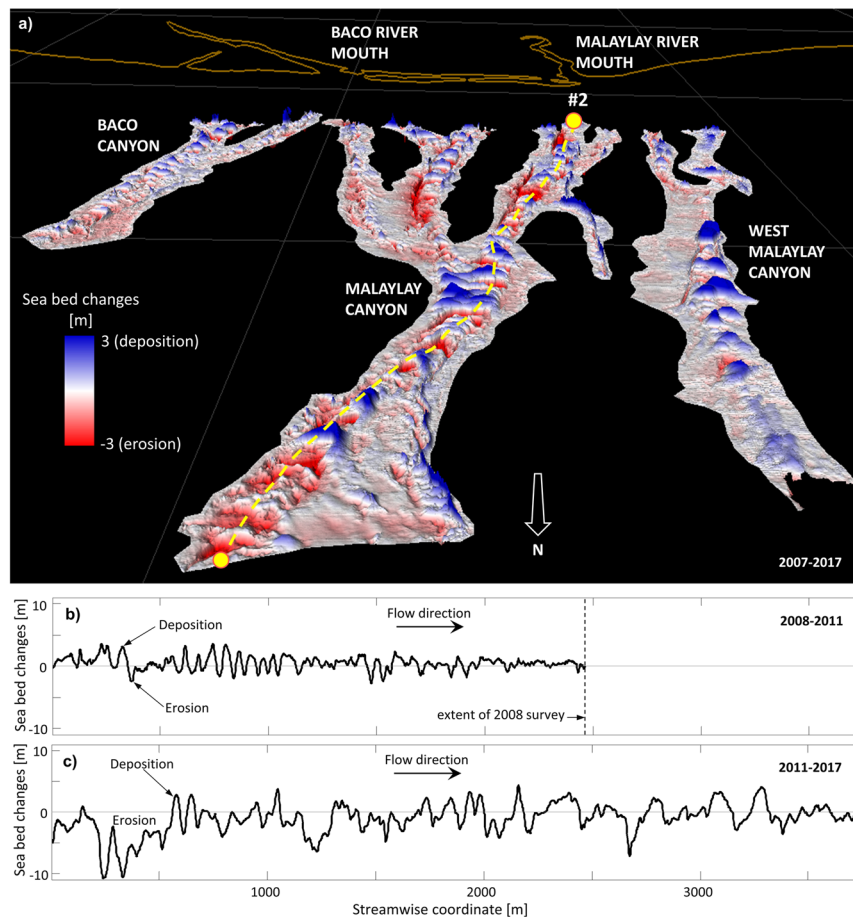 a)
BACO RIVER
MOUTH
MALAYLAY RIVER
MOUTH
#2
BACO
CANYON
WEST
MALAYLAY
CANYON
MALAYLAY
CANYON
Sea bed changes
[m]
3 (deposition)
-3 (erosion)
N
2007-2017
b)
2008-2011
Flow direction
Deposition
Erosion
extent of 2008 survey
Sea bed changes [m]
10
0
-10
c)
2011-2017
Flow direction
Deposition
Erosion
Sea bed changes [m]
10
0
-10
1000
2000
3000
Streamwise coordinate [m]